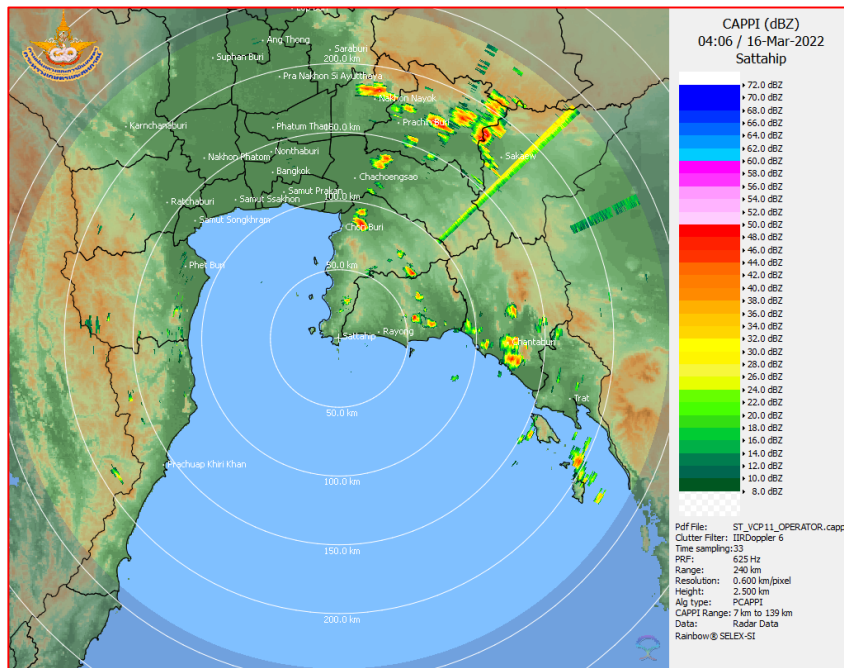 CAPPI (dBZ)
04:06 / 16-Mar-2022
Sattahip
72.0 dBZ
70.0 dBZ
68.0 dBZ
66.0 dBZ
64.0 dBZ
62.0 dBZ
60.0 dBZ
58.0 dBZ
56.0 dBZ
54.0 dBZ
52.0 dBZ
50.0 dBZ
48.0 dBZ
46.0 dBZ
44.0 dBZ
42.0 dBZ
40.0 dBZ
38.0 dBZ
36.0 dBZ
34.0 dBZ
32.0 dBZ
30.0 dBZ
28.0 dBZ
26.0 dBZ
24.0 dBZ
22.0 dBZ
20.0 dBZ
18.0 dBZ
16.0 dBZ
14.0 dBZ
12.0 dBZ
10.0 dBZ
8.0 dBZ
Pdf File: ST_VCP11_OPERATOR.capp
Clutter Filter: IIRDoppler 6
Time sampling:33
PRF: 625 Hz
Range: 240 km
Resolution: 0.600 km/pixel
Height: 2.500 km
Alg type: PCAPPI
CAPPI Range: 7 km to 139 km
Data: Radar Data
Rainbow® SELEX-SI
Ang Thong
Saraburi
Suphan Buri
200.0 km
Pra Nakhon Si Ayutthaya
Nakhon Nayok
Karnchanaburi
Phatum Thani
150.0 km
Prachin Buri
Nonthaburi
Nakhon Phatom
Sakaew
Bangkok
Chachoengsao
Samut Prakan
Ratchaburi
Samut Ssakhon
100.0 km
Samut Songkhram
Chon Buri
Phet Buri
50.0 km
Sattahip
Rayong
Chantaburi
Trat
50.0 km
Prachuap Khiri Khan
100.0 km
150.0 km
200.0 km